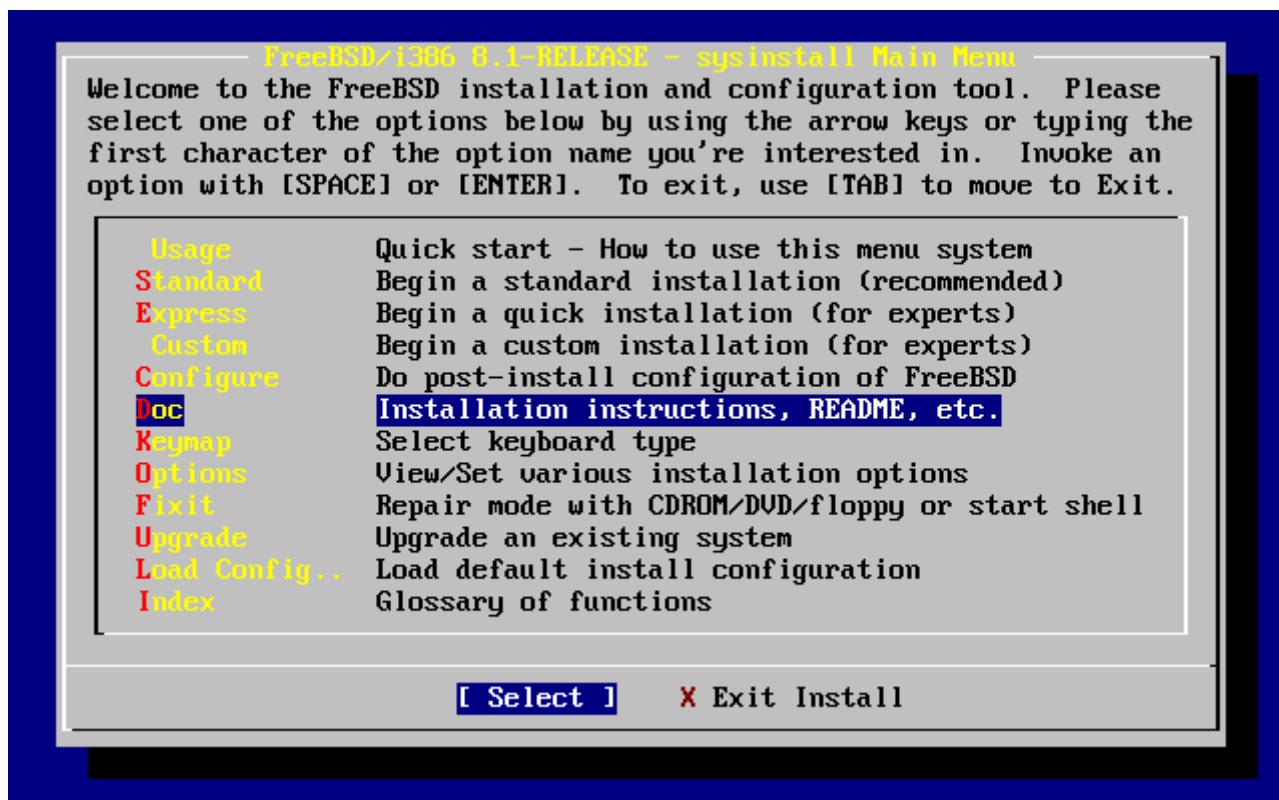 FreeBSD/i386 8.1-RELEASE - sysinstall Main Menu
Welcome to the FreeBSD installation and configuration tool.  Please
select one of the options below by using the arrow keys or typing the
first character of the option name you're interested in.  Invoke an
option with [SPACE] or [ENTER].  To exit, use [TAB] to move to Exit.
Usage Quick start - How to use this menu system
Standard Begin a standard installation (recommended)
Express Begin a quick installation (for experts)
Custom Begin a custom installation (for experts)
Configure Do post-install configuration of FreeBSD
Doc Installation instructions, README, etc.
Keymap Select keyboard type
Options View/Set various installation options
Fixit Repair mode with CDROM/DVD/floppy or start shell
Upgrade Upgrade an existing system
Load Config.. Load default install configuration
Index Glossary of functions
[ Select ] X Exit Install